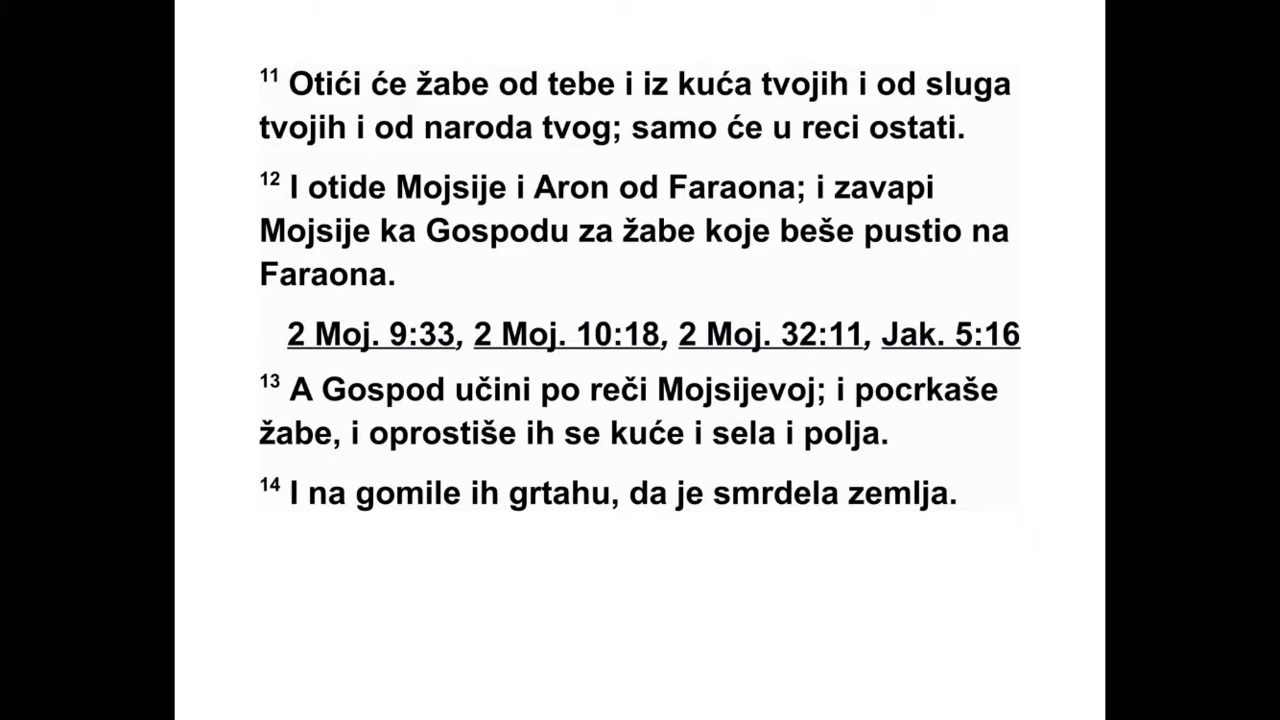 11 Otići će žabe od tebe i iz kuća tvojih i od sluga
tvojih i od naroda tvog; samo će u reci ostati.
12 I otide Mojsije i Aron od Faraona; i zavapi
Mojsije ka Gospodu za žabe koje beše pustio na
Faraona.
2 Moj. 9:33, 2 Moj. 10:18, 2 Moj. 32:11, Jak. 5:16
13 A Gospod učini po reči Mojsijevoj; i pocrkaše
žabe, i oprostiše ih se kuće i sela i polja.
14 I na gomile ih grtahu, da je smrdela zemlja.